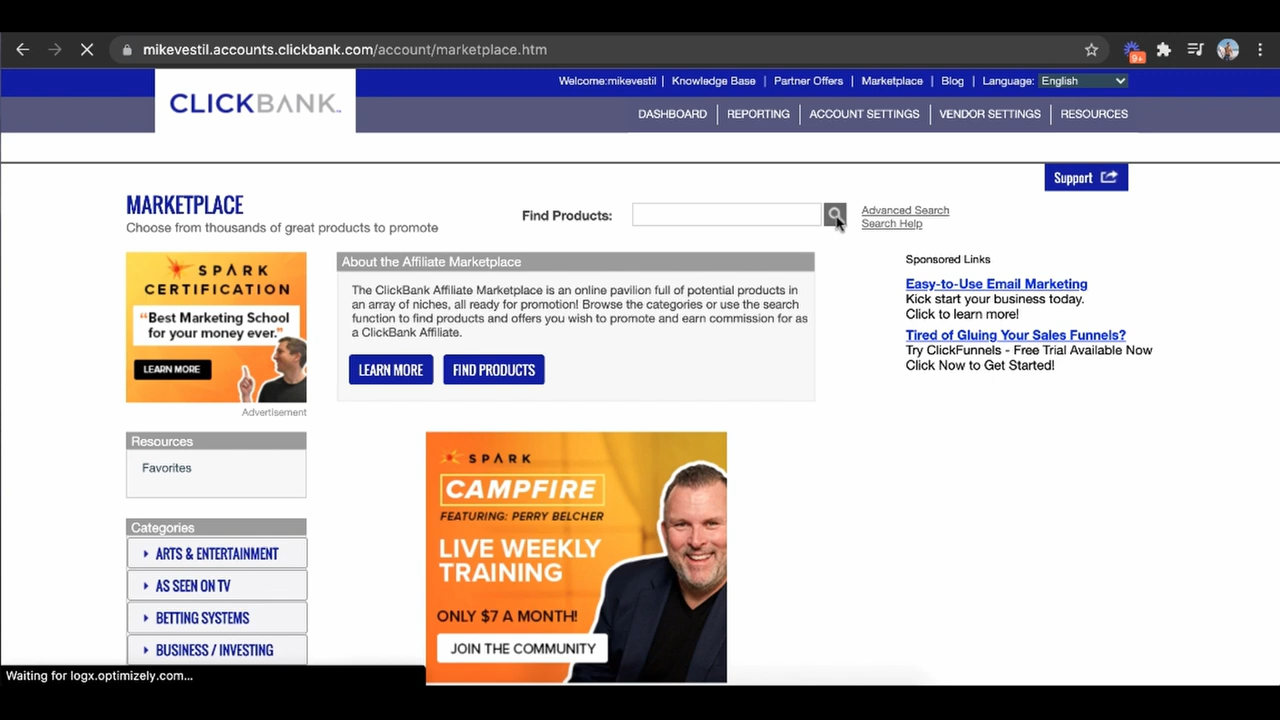 mikevestil.accounts.clickbank.com/account/marketplace.htm
9+
Welcome:mikevestil | Knowledge Base | Partner Offers | Marketplace | Blog | Language: English
CLICKBANK
DASHBOARD | REPORTING | ACCOUNT SETTINGS | VENDOR SETTINGS | RESOURCES
Support
MARKETPLACE
Choose from thousands of great products to promote
Find Products:
Advanced Search
Search Help
SPARK
CERTIFICATION
“Best Marketing School
for your money ever.”
LEARN MORE
Advertisement
About the Affiliate Marketplace
The ClickBank Affiliate Marketplace is an online pavilion full of potential products in
an array of niches, all ready for promotion! Browse the categories or use the search
function to find products and offers you wish to promote and earn commission for as
a ClickBank Affiliate.
LEARN MORE
FIND PRODUCTS
Sponsored Links
Easy-to-Use Email Marketing
Kick start your business today.
Click to learn more!
Tired of Gluing Your Sales Funnels?
Try ClickFunnels - Free Trial Available Now
Click Now to Get Started!
Resources
Favorites
Categories
ARTS & ENTERTAINMENT
AS SEEN ON TV
BETTING SYSTEMS
BUSINESS / INVESTING
SPARK
CAMPFIRE
FEATURING: PERRY BELCHER
LIVE WEEKLY
TRAINING
ONLY $7 A MONTH!
JOIN THE COMMUNITY
Waiting for logx.optimizely.com...